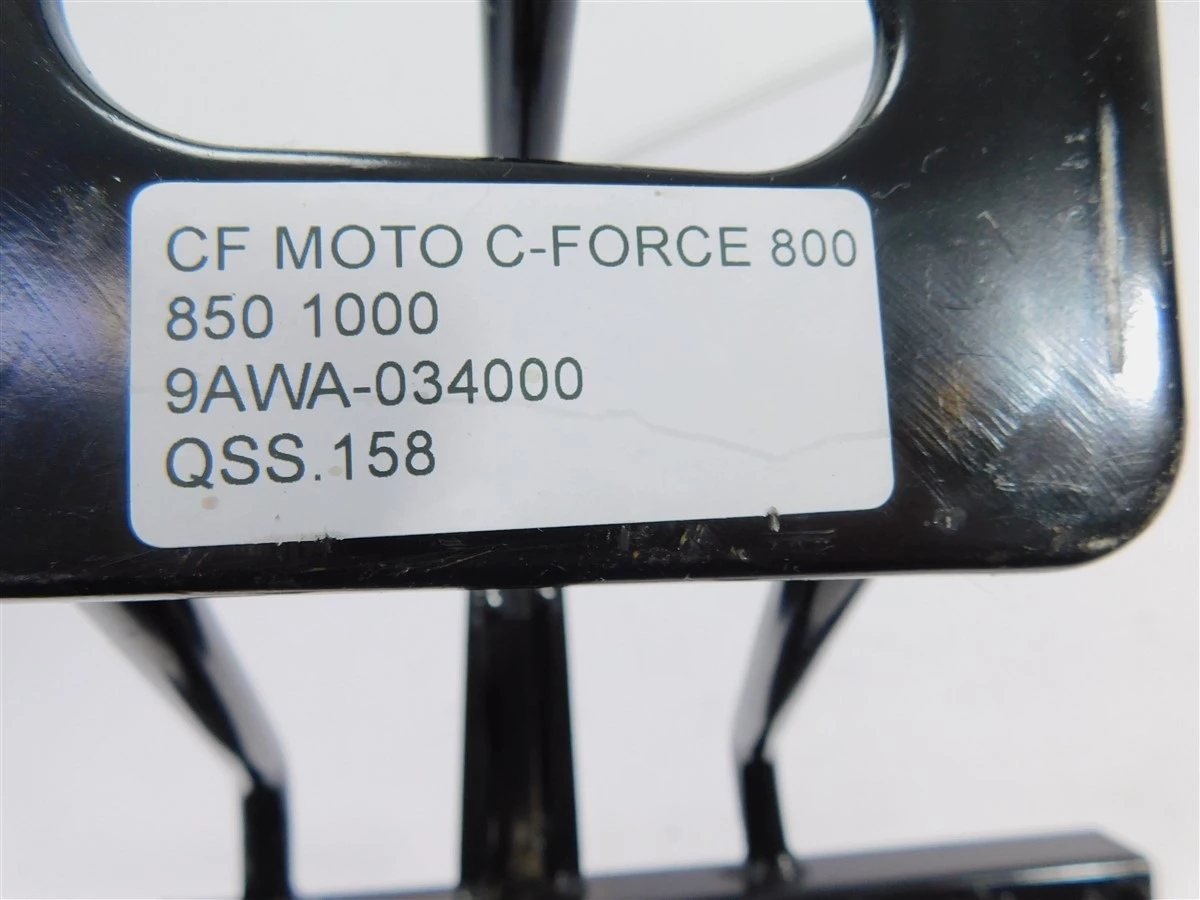 CF MOTO C-FORCE 800
850 1000
9AWA-034000
QSS.158